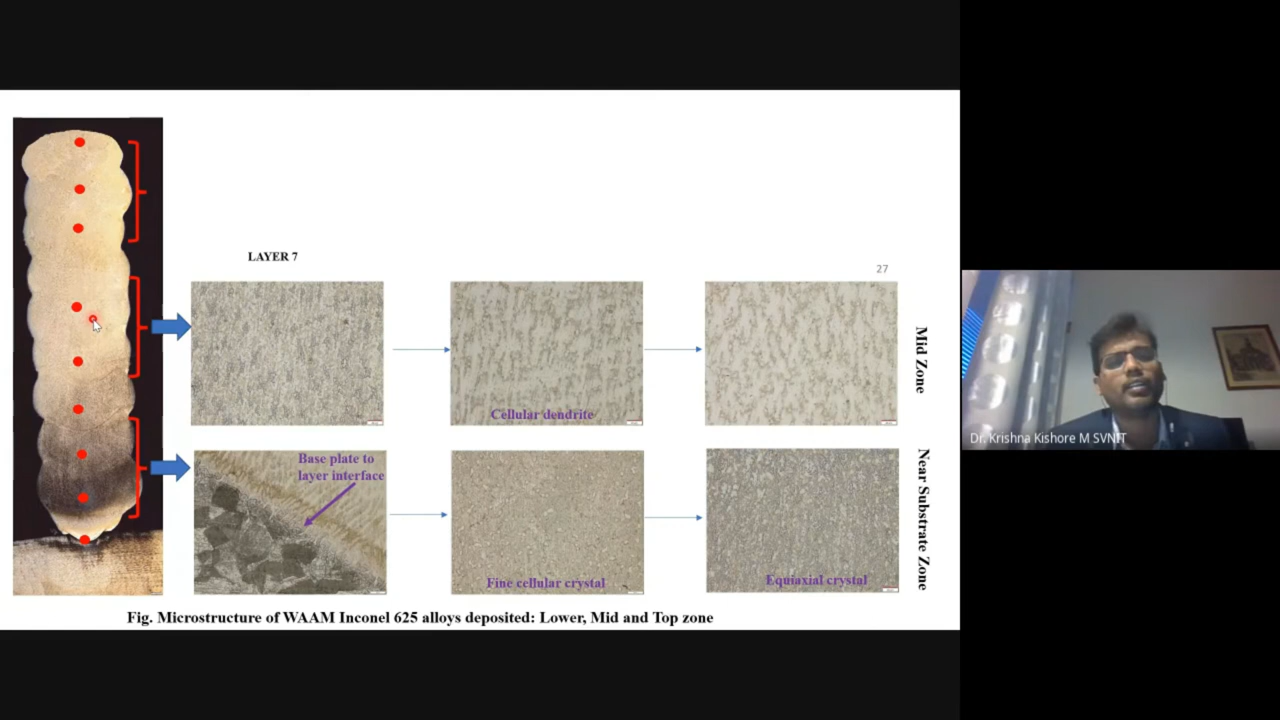 LAYER 7
27
Mid Zone
Cellular dendrite
Base plate to
layer interface
Near Substrate Zone
Fine cellular crystal
Equiaxial crystal
Fig. Microstructure of WAAM Inconel 625 alloys deposited: Lower, Mid and Top zone
Dr. Krishna Kishore M SVNIT